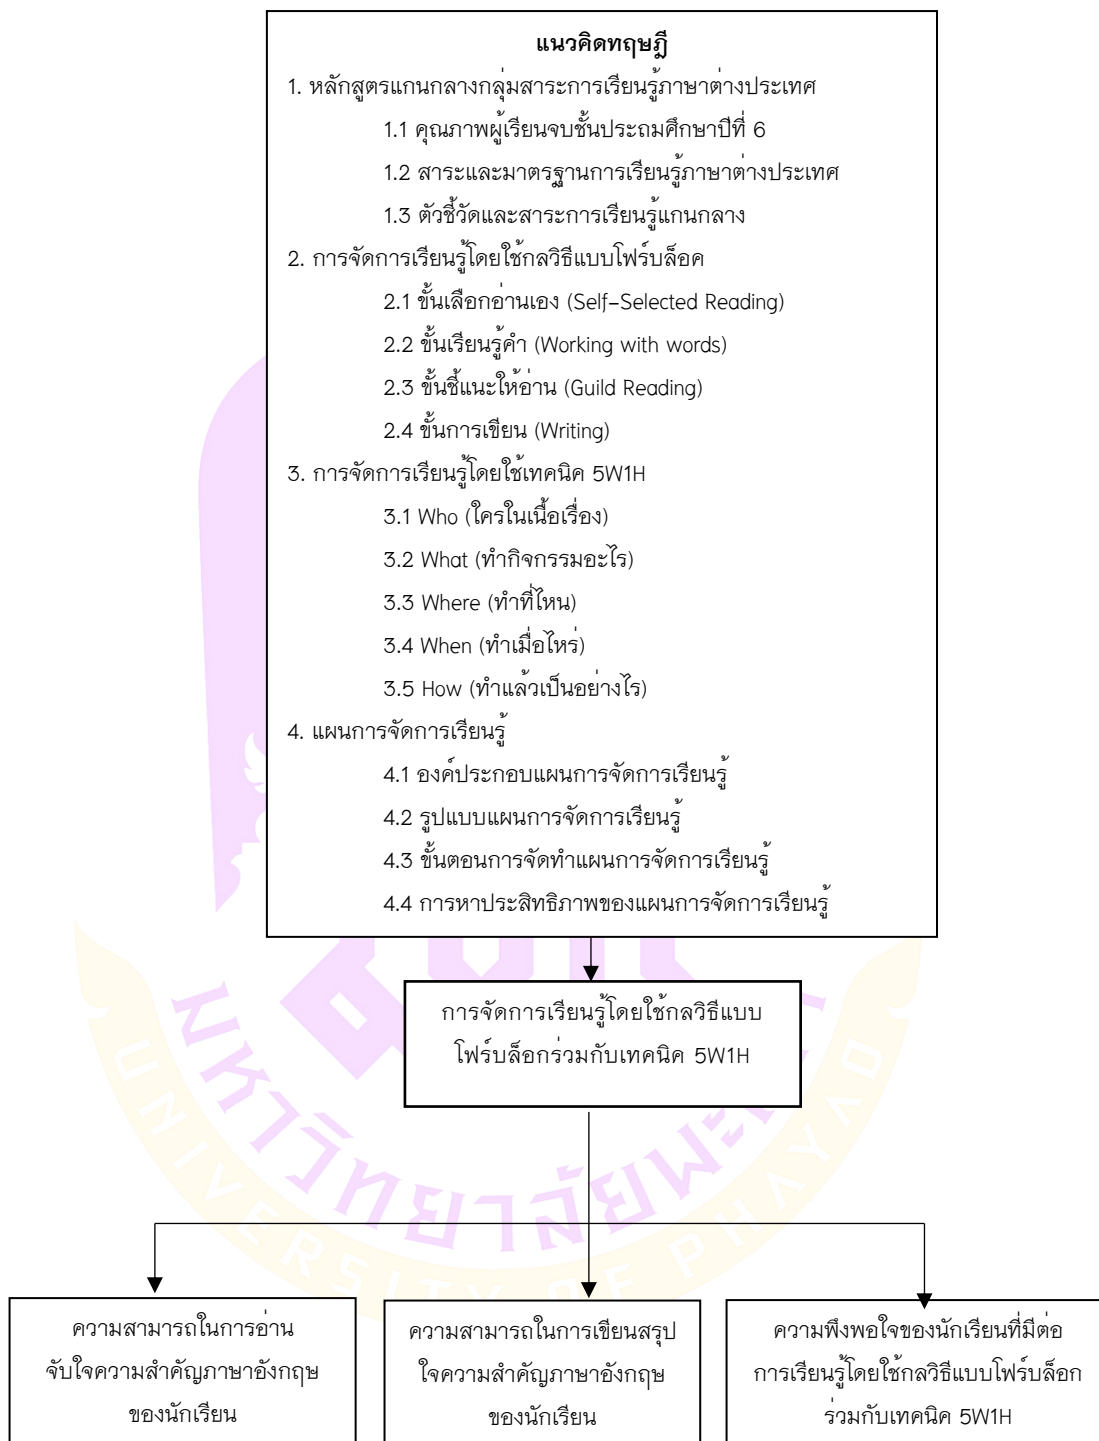 แนวคิดทฤษฎี
1. หลักสูตรแกนกลางกลุ่มสาระการเรียนรู้ภาษาต่างประเทศ
1.1 คุณภาพผู้เรียนจบชั้นประถมศึกษาปีที่ 6
1.2 สาระและมาตรฐานการเรียนรู้ภาษาต่างประเทศ
1.3 ตัวชี้วัดและสาระการเรียนรู้แกนกลาง
2. การจัดการเรียนรู้โดยใช้กลวิธีแบบโฟร์บล็อค
2.1 ขั้นเลือกอ่านเอง (Self-Selected Reading)
2.2 ขั้นเรียนรู้คำ (Working with words)
2.3 ขั้นชี้แนะให้อ่าน (Guild Reading)
2.4 ขั้นการเขียน (Writing)
3. การจัดการเรียนรู้โดยใช้เทคนิค 5W1H
3.1 Who (ใครในเนื้อเรื่อง)
3.2 What (ทำกิจกรรมอะไร)
3.3 Where (ทำที่ไหน)
3.4 When (ทำเมื่อไหร่)
3.5 How (ทำแล้วเป็นอย่างไร)
4. แผนการจัดการเรียนรู้
4.1 องค์ประกอบแผนการจัดการเรียนรู้
4.2 รูปแบบแผนการจัดการเรียนรู้
4.3 ขั้นตอนการจัดทำแผนการจัดการเรียนรู้
4.4 การหาประสิทธิภาพของแผนการจัดการเรียนรู้
การจัดการเรียนรู้โดยใช้กลวิธีแบบ
โฟร์บล็อกร่วมกับเทคนิค 5W1H
มหาวิทยาลัยพะเยา
UNIVERSITY OF PHAYAO
ความสามารถในการอ่าน
จับใจความสำคัญภาษาอังกฤษ
ของนักเรียน
ความสามารถในการเขียนสรุป
ใจความสำคัญภาษาอังกฤษ
ของนักเรียน
ความพึงพอใจของนักเรียนที่มีต่อ
การเรียนรู้โดยใช้กลวิธีแบบโฟร์บล็อก
ร่วมกับเทคนิค 5W1H